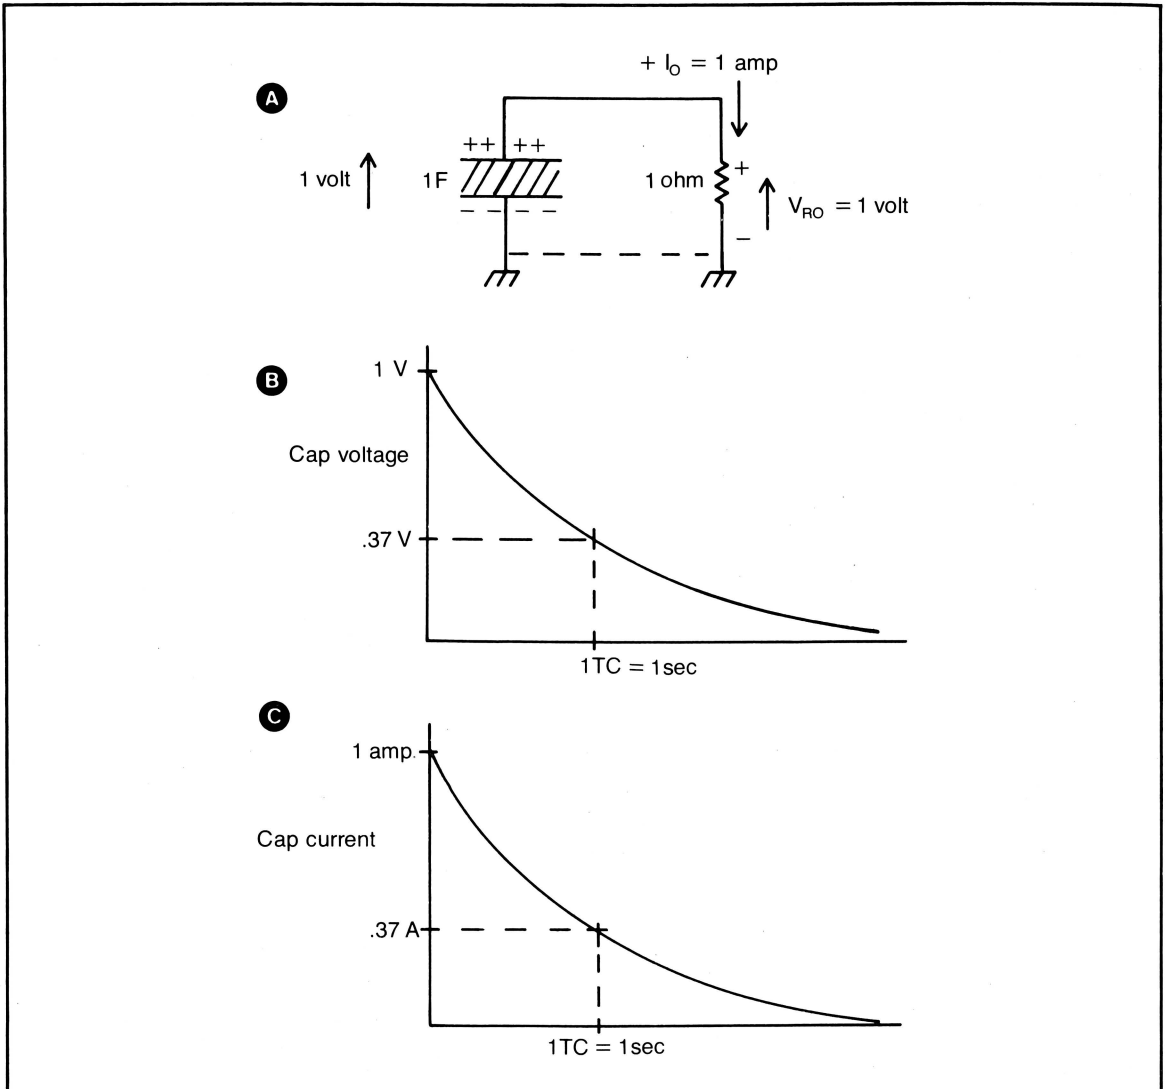 A
+ I₀ = 1 amp
++ ++
1 volt
1F
− − − −
1 ohm
+
V_RO = 1 volt
−
B
1 V
Cap voltage
.37 V
1TC = 1sec
C
1 amp.
Cap current
.37 A
1TC = 1sec